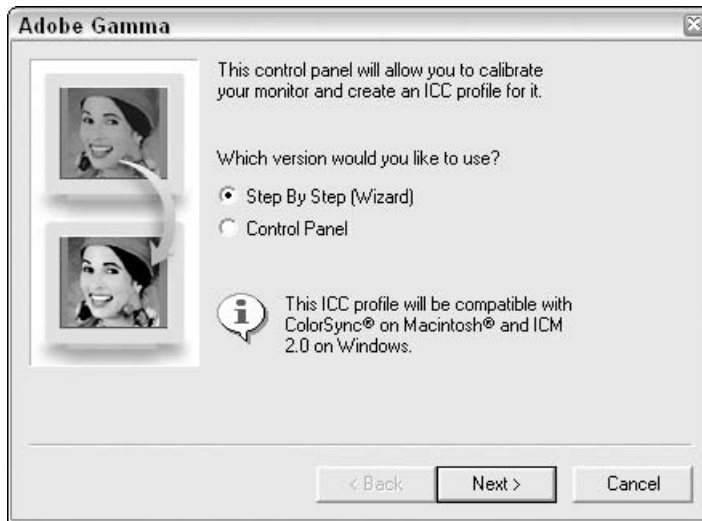 Adobe Gamma
This control panel will allow you to calibrate
your monitor and create an ICC profile for it.
Which version would you like to use?
Step By Step (Wizard)
Control Panel
This ICC profile will be compatible with
ColorSync® on Macintosh® and ICM
2.0 on Windows.
< Back Next > Cancel